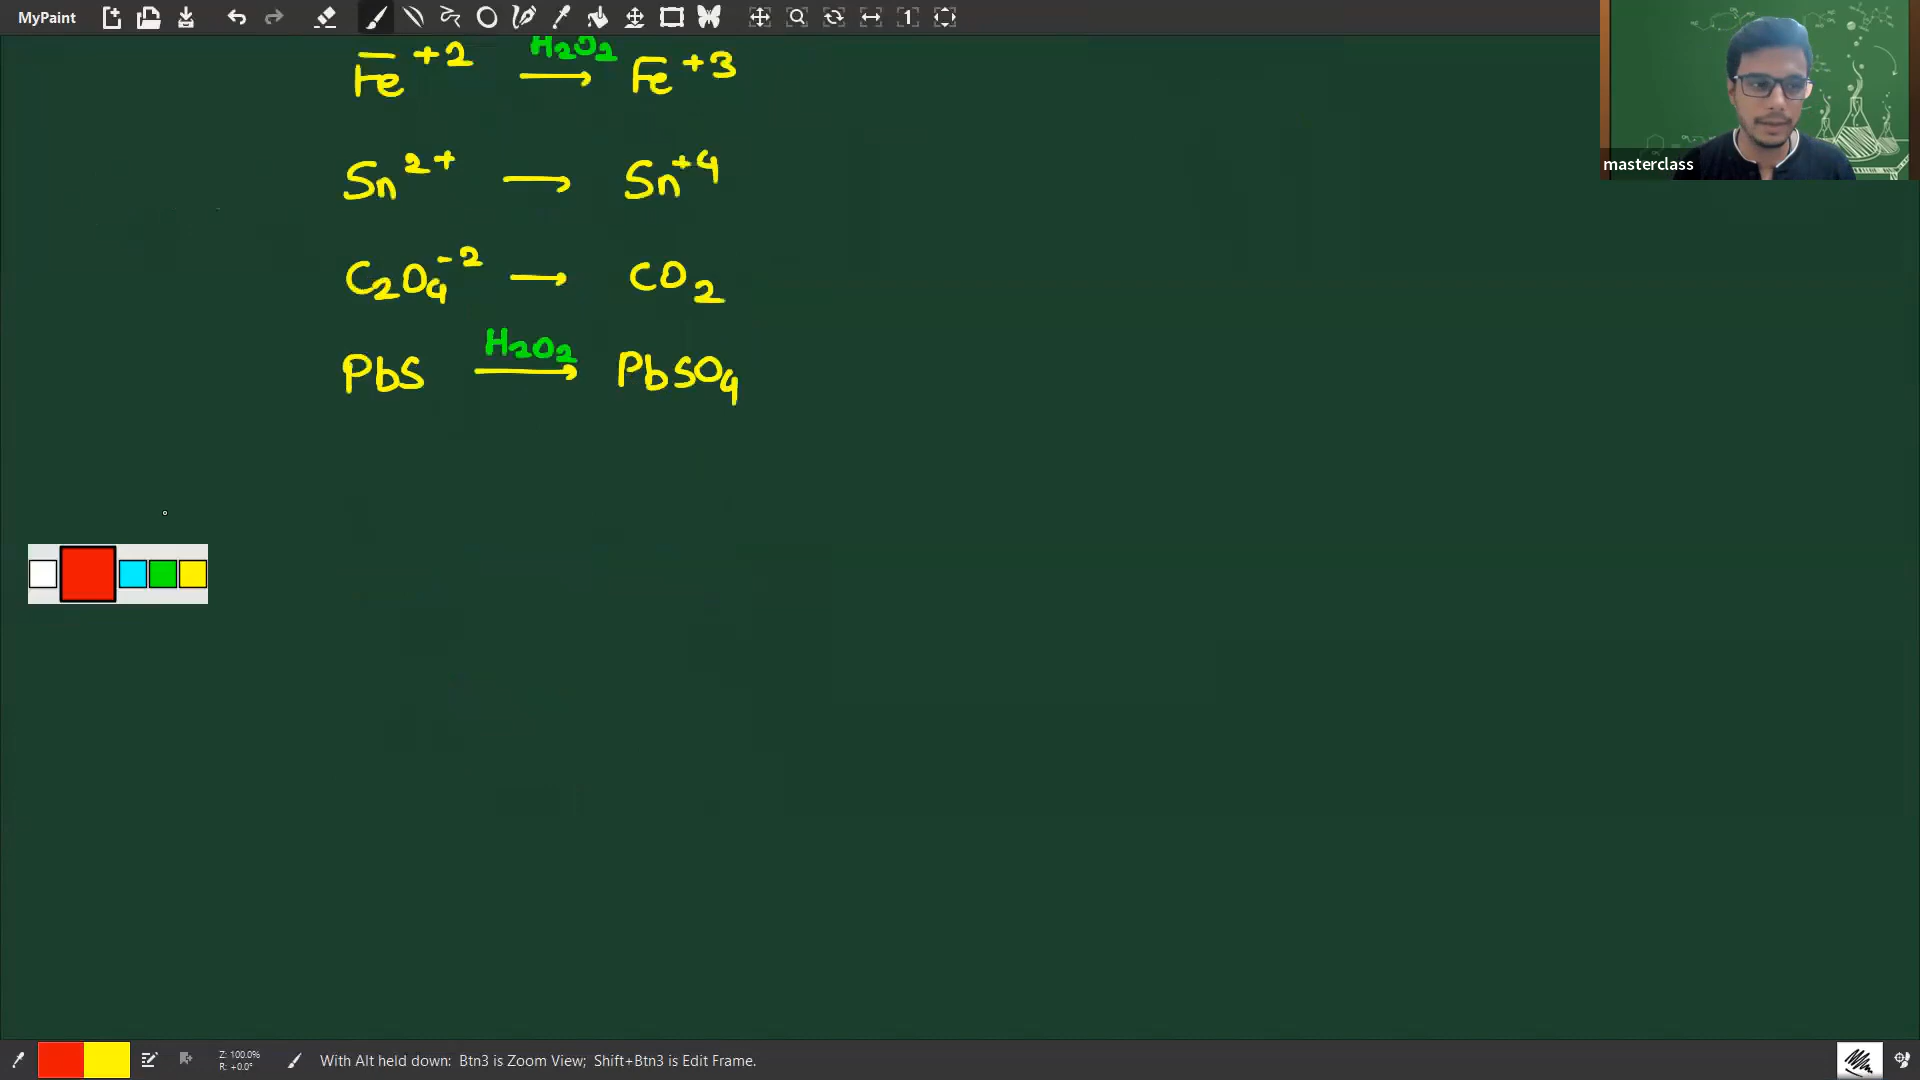 MyPaint
H₂O₂
Fe⁺² → Fe⁺³
Sn²⁺ → Sn⁺⁴
C₂O₄⁻² → CO₂
H₂O₂
PbS → PbSO₄
masterclass
Z: 100.0%
R: +0.0°
With Alt held down: Btn3 is Zoom View; Shift+Btn3 is Edit Frame.